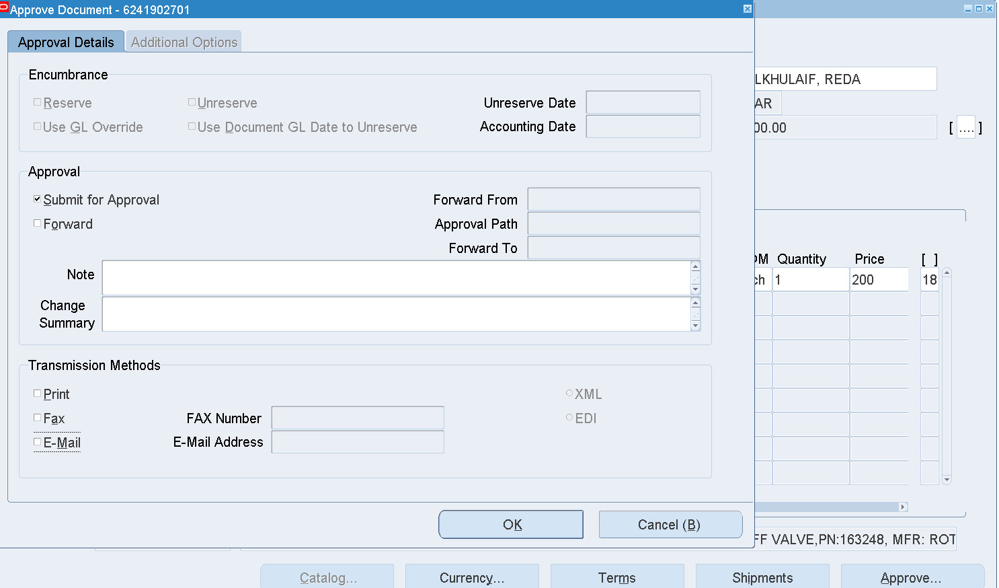 Approve Document - 6241902701
Approval Details
Additional Options
Encumbrance
Reserve
Unreserve
Unreserve Date
Use GL Override
Use Document GL Date to Unreserve
Accounting Date
Approval
Submit for Approval
Forward From
Forward
Approval Path
Forward To
Note
Change
Summary
Transmission Methods
Print
XML
Fax
FAX Number
EDI
E-Mail
E-Mail Address
OK
Cancel (B)
LKHULAIF, REDA
AR
00.00
[ .... ]
OM Quantity Price [ ]
ch 1 200 18
FF VALVE,PN:163248, MFR: ROT
Catalog...
Currency...
Terms
Shipments
Approve...